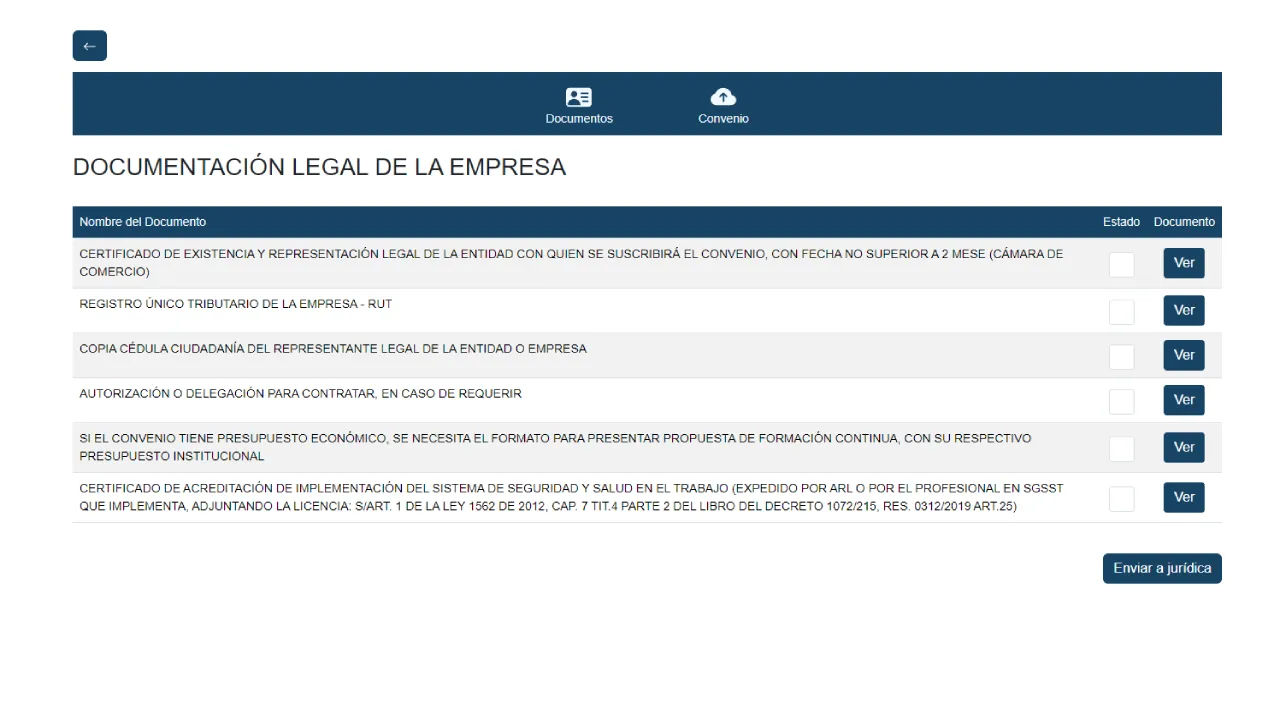 Documentos
Convenio
DOCUMENTACIÓN LEGAL DE LA EMPRESA
Nombre del Documento Estado Documento
CERTIFICADO DE EXISTENCIA Y REPRESENTACIÓN LEGAL DE LA ENTIDAD CON QUIEN SE SUSCRIBIRÁ EL CONVENIO, CON FECHA NO SUPERIOR A 2 MESE (CÁMARA DE
COMERCIO)
Ver
REGISTRO ÚNICO TRIBUTARIO DE LA EMPRESA - RUT
Ver
COPIA CÉDULA CIUDADANÍA DEL REPRESENTANTE LEGAL DE LA ENTIDAD O EMPRESA
Ver
AUTORIZACIÓN O DELEGACIÓN PARA CONTRATAR, EN CASO DE REQUERIR
Ver
SI EL CONVENIO TIENE PRESUPUESTO ECONÓMICO, SE NECESITA EL FORMATO PARA PRESENTAR PROPUESTA DE FORMACIÓN CONTINUA, CON SU RESPECTIVO
PRESUPUESTO INSTITUCIONAL
Ver
CERTIFICADO DE ACREDITACIÓN DE IMPLEMENTACIÓN DEL SISTEMA DE SEGURIDAD Y SALUD EN EL TRABAJO (EXPEDIDO POR ARL O POR EL PROFESIONAL EN SGSST
QUE IMPLEMENTA, ADJUNTANDO LA LICENCIA: S/ART. 1 DE LA LEY 1562 DE 2012, CAP. 7 TIT.4 PARTE 2 DEL LIBRO DEL DECRETO 1072/215, RES. 0312/2019 ART.25)
Ver
Enviar a jurídica